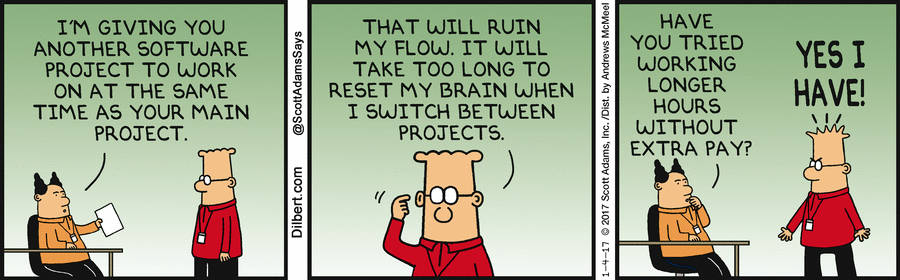 I'M GIVING YOU
ANOTHER SOFTWARE
PROJECT TO WORK
ON AT THE SAME
TIME AS YOUR MAIN
PROJECT.
Dilbert.com @ScottAdamsSays
THAT WILL RUIN
MY FLOW. IT WILL
TAKE TOO LONG TO
RESET MY BRAIN WHEN
I SWITCH BETWEEN
PROJECTS.
1-4-17 © 2017 Scott Adams, Inc. /Dist. by Andrews McMeel
HAVE
YOU TRIED
WORKING
LONGER
HOURS
WITHOUT
EXTRA PAY?
YES I
HAVE!